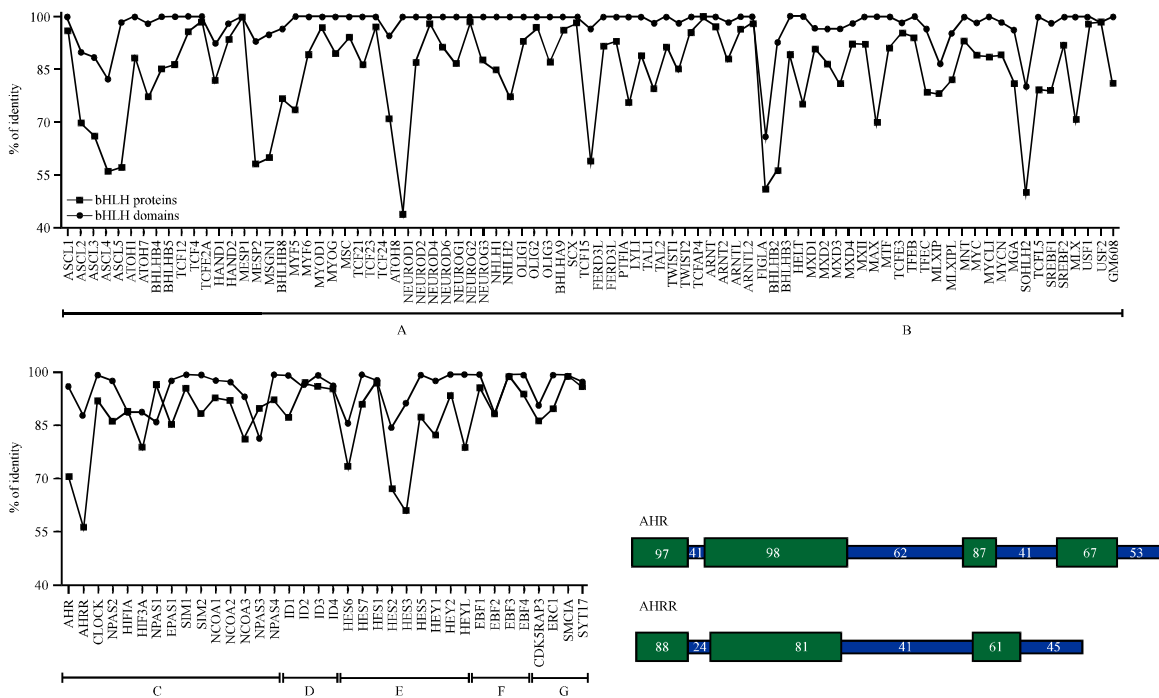 100
85
70
55
40
% of identity
bHLH proteins
bHLH domains
ASCL1
ASCL2
ASCL3
ASCL4
ASCL5
ATOH1
ATOH7
BHLHB4
BHLHB5
TCF12
TCF4
TCFE2A
HAND1
HAND2
MESP1
MESP2
MSGN1
BHLHB8
MYF5
MYF6
MYOD1
MYOG
MSC
TCF21
TCF23
TCF24
ATOH8
NEUROD1
NEUROD2
NEUROD4
NEUROD6
NEUROG1
NEUROG2
NEUROG3
NHLH1
NHLH2
OLIG1
OLIG2
OLIG3
BHLHA9
SCX
TCF15
FERD3L
FERD3L
PTFIA
LYL1
TAL1
TAL2
TWIST1
TWIST2
TCFAP4
ARNT
ARNT2
ARNTL
ARNTL2
FIGLA
BHLHB2
BHLHB3
HELT
MXD1
MXD2
MXD3
MXD4
MXII
MAX
MTF
TCFE3
TFEB
TFEC
MLXIP
MLXIPL
MNT
MYC
MYCL1
MYCN
MGA
SOHLH2
TCFL5
SREBF1
SREBF2
MLX
USF1
USF2
GM608
A
B
100
85
70
55
40
% of identity
AHR
AHRR
CLOCK
NPAS2
HIFIA
HIF3A
NPAS1
EPAS1
SIM1
SIM2
NCOA1
NCOA2
NCOA3
NPAS3
NPAS4
ID1
ID2
ID3
ID4
HES6
HES7
HES1
HES2
HES3
HES5
HEY1
HEY2
HEYL
EBF1
EBF2
EBF3
EBF4
CDK5RAP3
ERC1
SMCIA
SYT17
C
D
E
F
G
AHR
97 41 98 62 87 41 67 53
AHRR
88 24 81 41 61 45